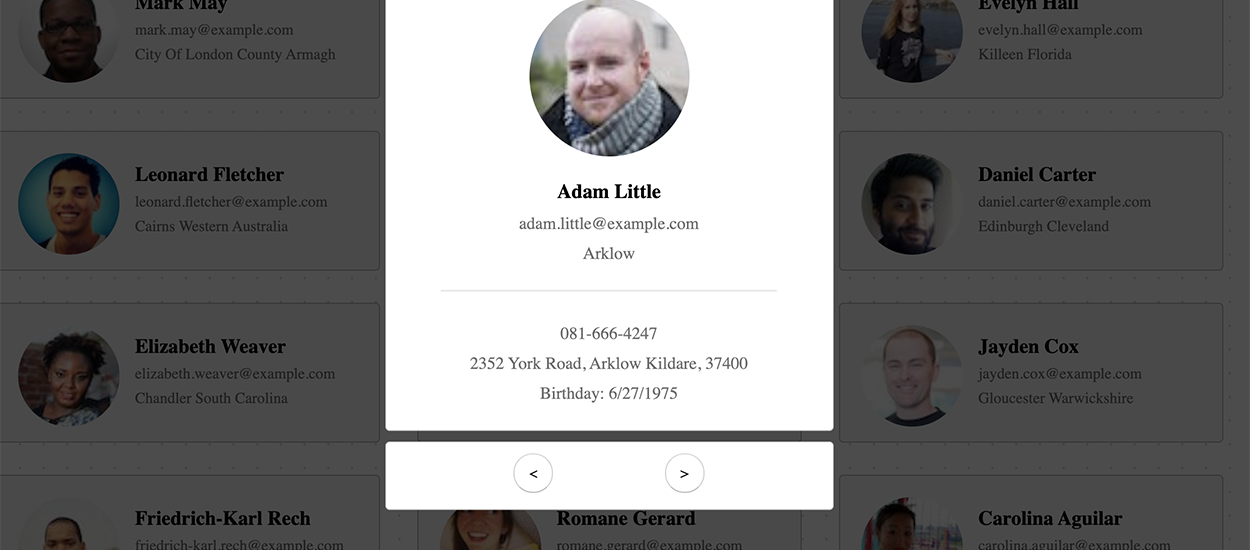 Mark May
mark.may@example.com
City Of London County Armagh
Evelyn Hall
evelyn.hall@example.com
Killeen Florida
Leonard Fletcher
leonard.fletcher@example.com
Cairns Western Australia
Adam Little
adam.little@example.com
Arklow
081-666-4247
2352 York Road, Arklow Kildare, 37400
Birthday: 6/27/1975
Daniel Carter
daniel.carter@example.com
Edinburgh Cleveland
Elizabeth Weaver
elizabeth.weaver@example.com
Chandler South Carolina
Jayden Cox
jayden.cox@example.com
Gloucester Warwickshire
< >
Friedrich-Karl Rech
friedrich-karl.rech@example.com
Romane Gerard
romane.gerard@example.com
Carolina Aguilar
carolina.aguilar@example.com